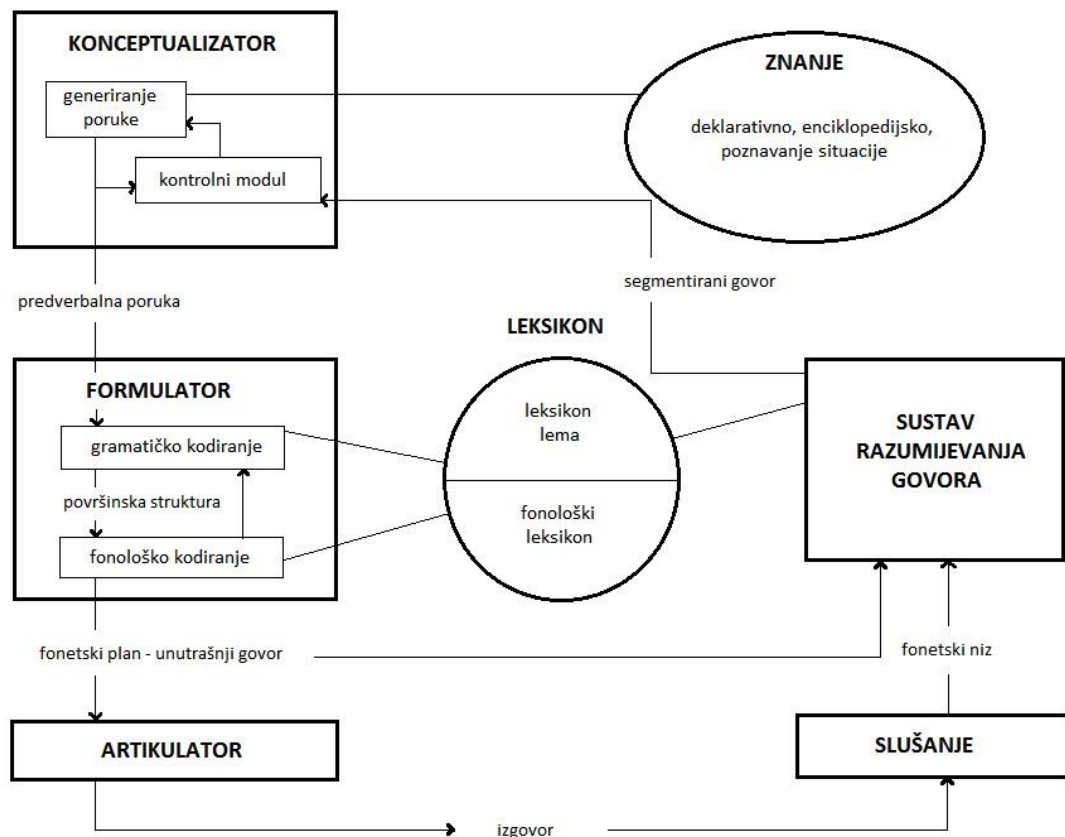 KONCEPTUALIZATOR
generiranje
poruke
kontrolni modul
ZNANJE
deklarativno, enciklopedijsko,
poznavanje situacije
predverbalna poruka
segmentirani govor
LEKSIKON
leksikon
lema
fonološki
leksikon
FORMULATOR
gramatičko kodiranje
površinska struktura
fonološko kodiranje
SUSTAV
RAZUMIJEVANJA
GOVORA
fonetski plan - unutrašnji govor
fonetski niz
ARTIKULATOR
SLUŠANJE
izgovor